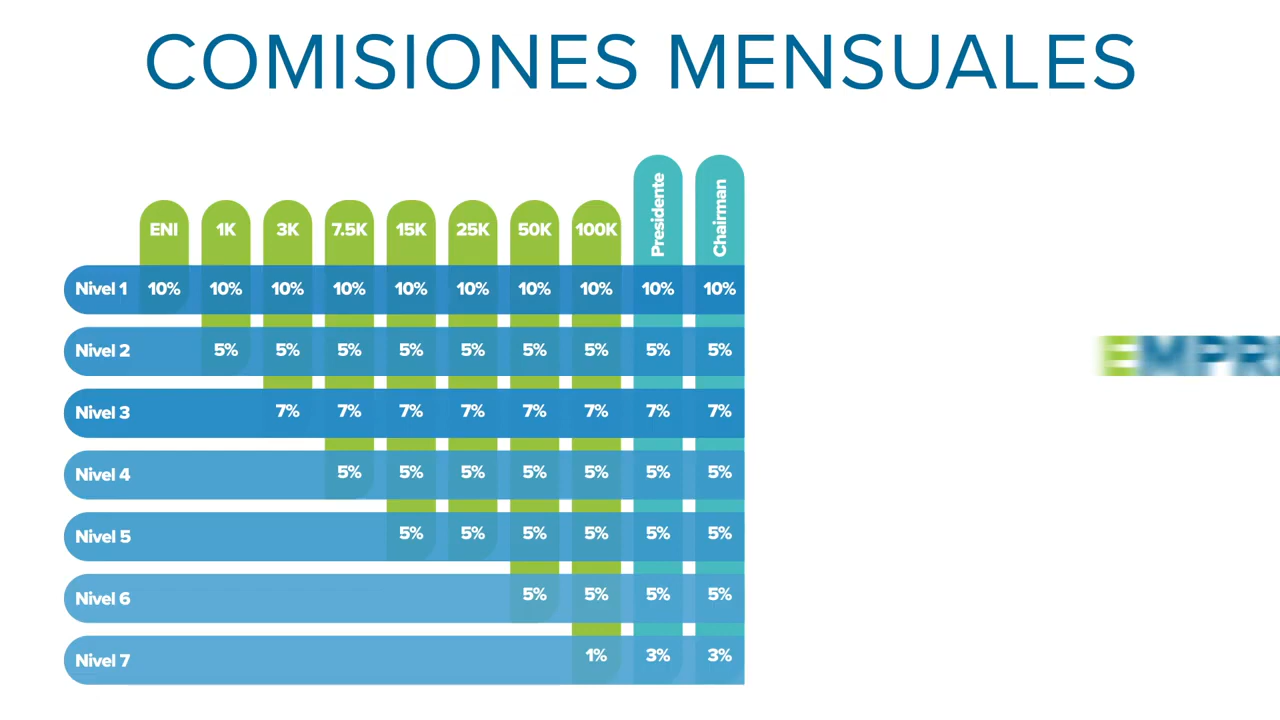 COMISIONES MENSUALES
Presidente
Chairman
ENI 1K 3K 7.5K 15K 25K 50K 100K
Nivel 1 10% 10% 10% 10% 10% 10% 10% 10% 10% 10%
Nivel 2 5% 5% 5% 5% 5% 5% 5% 5% 5%
Nivel 3 7% 7% 7% 7% 7% 7% 7% 7%
Nivel 4 5% 5% 5% 5% 5% 5% 5%
Nivel 5 5% 5% 5% 5% 5% 5%
Nivel 6 5% 5% 5% 5%
Nivel 7 1% 3% 3%